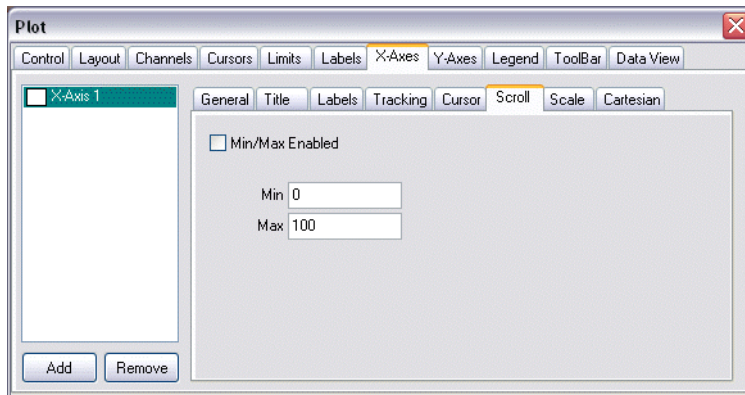 Plot
Control Layout Channels Cursors Limits Labels X-Axes Y-Axes Legend ToolBar Data View
X-Axis 1
General Title Labels Tracking Cursor Scroll Scale Cartesian
Min/Max Enabled
Min 0
Max 100
Add Remove